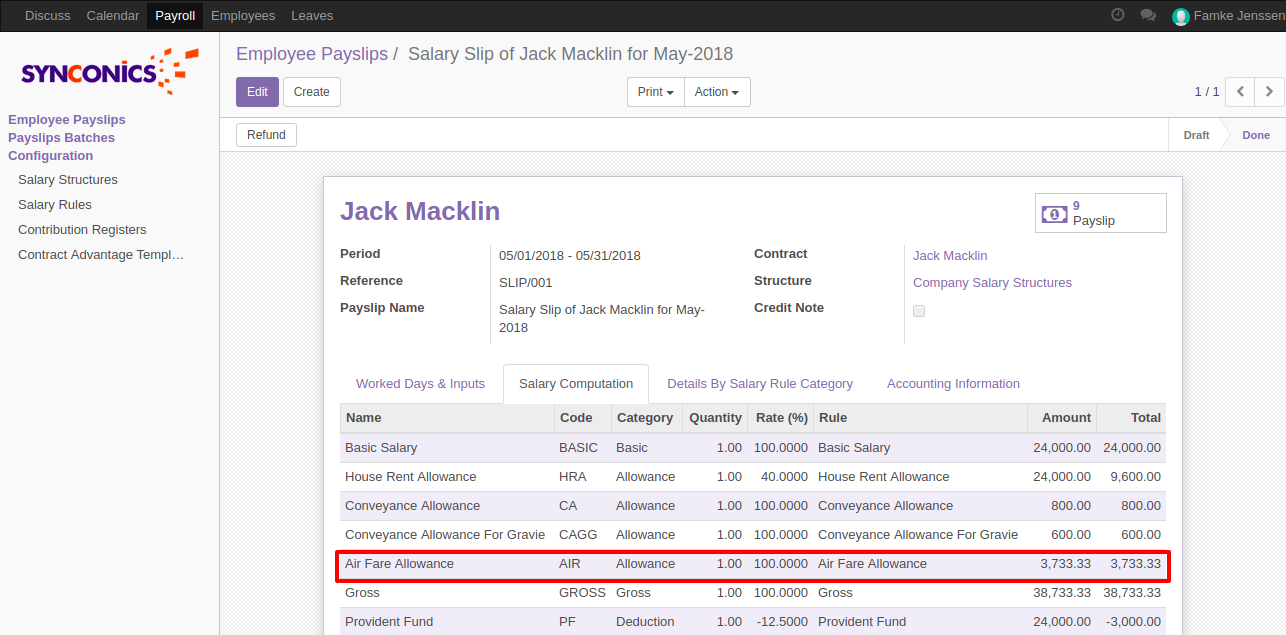 Discuss Calendar Payroll Employees Leaves Famke Jenssen
SYNCONICS
Employee Payslips
Payslips Batches
Configuration
Salary Structures
Salary Rules
Contribution Registers
Contract Advantage Templ…
Employee Payslips / Salary Slip of Jack Macklin for May-2018
Edit Create Print Action 1 / 1
Refund Draft Done
Jack Macklin
9
Payslip
Period 05/01/2018 - 05/31/2018 Contract Jack Macklin
Reference SLIP/001 Structure Company Salary Structures
Payslip Name Salary Slip of Jack Macklin for May- Credit Note
2018
Worked Days & Inputs Salary Computation Details By Salary Rule Category Accounting Information
Name Code Category Quantity Rate (%) Rule Amount Total
Basic Salary BASIC Basic 1.00 100.0000 Basic Salary 24,000.00 24,000.00
House Rent Allowance HRA Allowance 1.00 40.0000 House Rent Allowance 24,000.00 9,600.00
Conveyance Allowance CA Allowance 1.00 100.0000 Conveyance Allowance 800.00 800.00
Conveyance Allowance For Gravie CAGG Allowance 1.00 100.0000 Conveyance Allowance For Gravie 600.00 600.00
Air Fare Allowance AIR Allowance 1.00 100.0000 Air Fare Allowance 3,733.33 3,733.33
Gross GROSS Gross 1.00 100.0000 Gross 38,733.33 38,733.33
Provident Fund PF Deduction 1.00 -12.5000 Provident Fund 24,000.00 -3,000.00